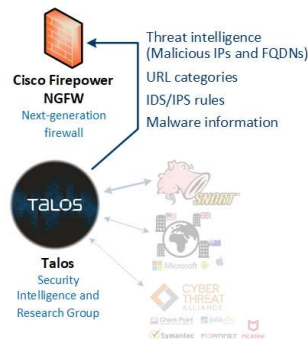 Threat intelligence
(Malicious IPs and FQDNs)
URL categories
IDS/IPS rules
Malware information
Cisco Firepower
NGFW
Next-generation
firewall
TALOS
Talos
Security
Intelligence and
Research Group
SNORT
Microsoft
CYBER
THREAT
ALLIANCE
Check Point
paloalto
Symantec
FORTINET
McAfee